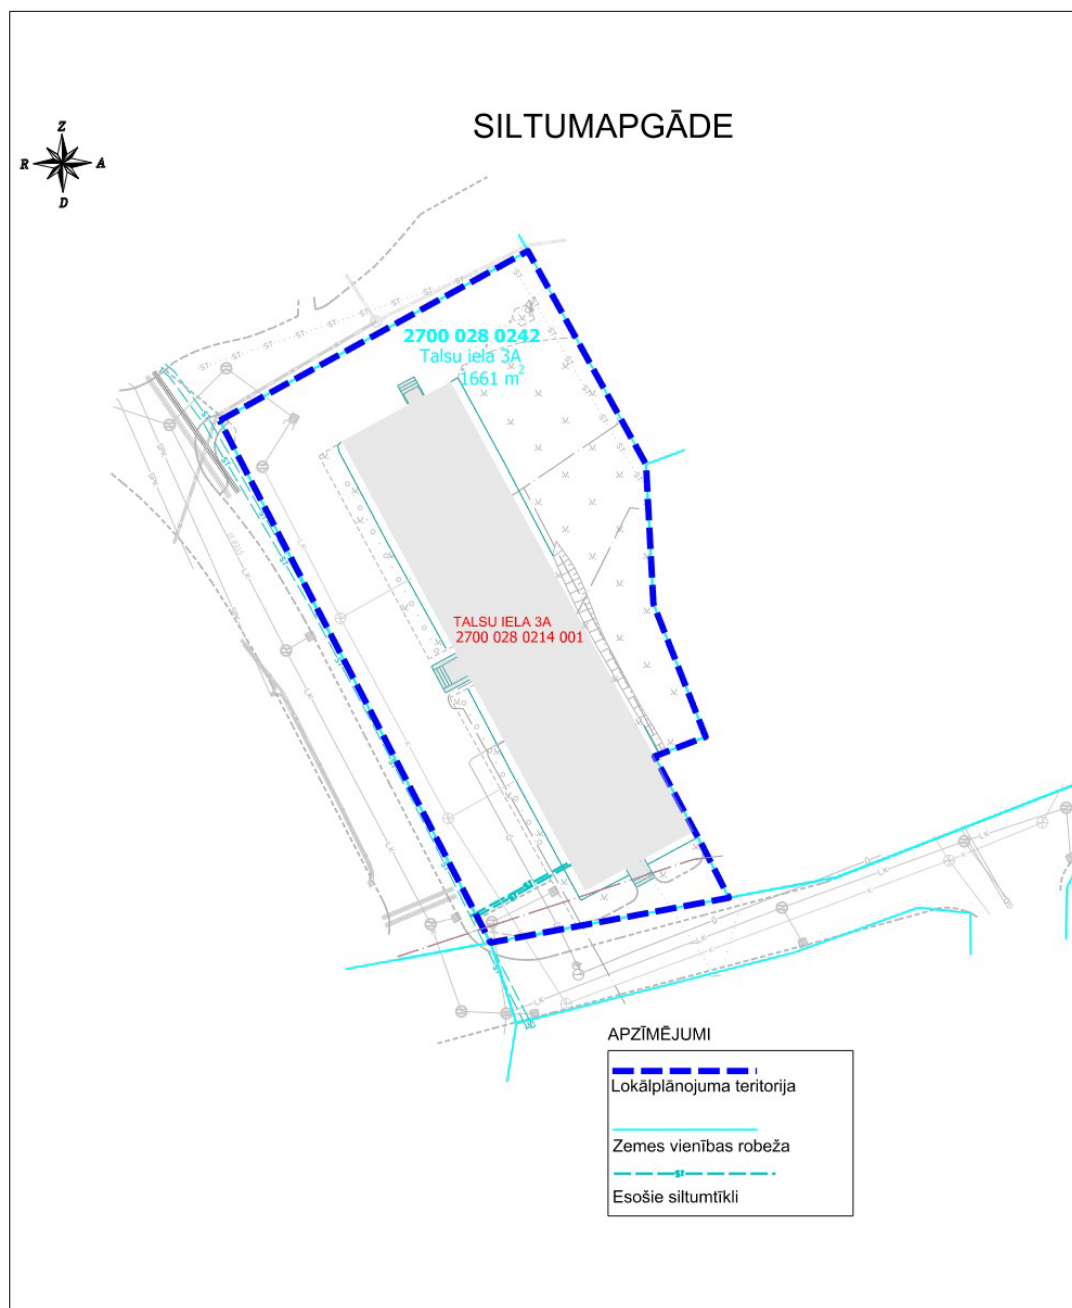 SILTUMAPGĀDE
Z
R A
D
2700 028 0242
Talsu iela 3A
1661 m²
TALSU IELA 3A
2700 028 0214 001
APZĪMĒJUMI
Lokālplānojuma teritorija
Zemes vienības robeža
ST
Esošie siltumtīkli